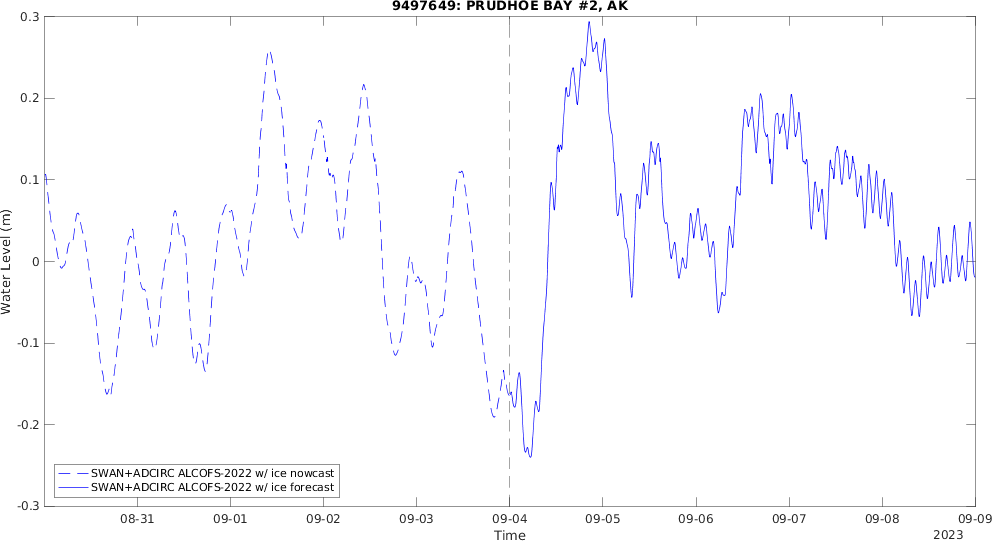 9497649: PRUDHOE BAY #2, AK
0.3
0.2
0.1
0
-0.1
-0.2
-0.3
Water Level (m)
SWAN+ADCIRC ALCOFS-2022 w/ ice nowcast
SWAN+ADCIRC ALCOFS-2022 w/ ice forecast
08-31 09-01 09-02 09-03 09-04 09-05 09-06 09-07 09-08 09-09
Time
2023